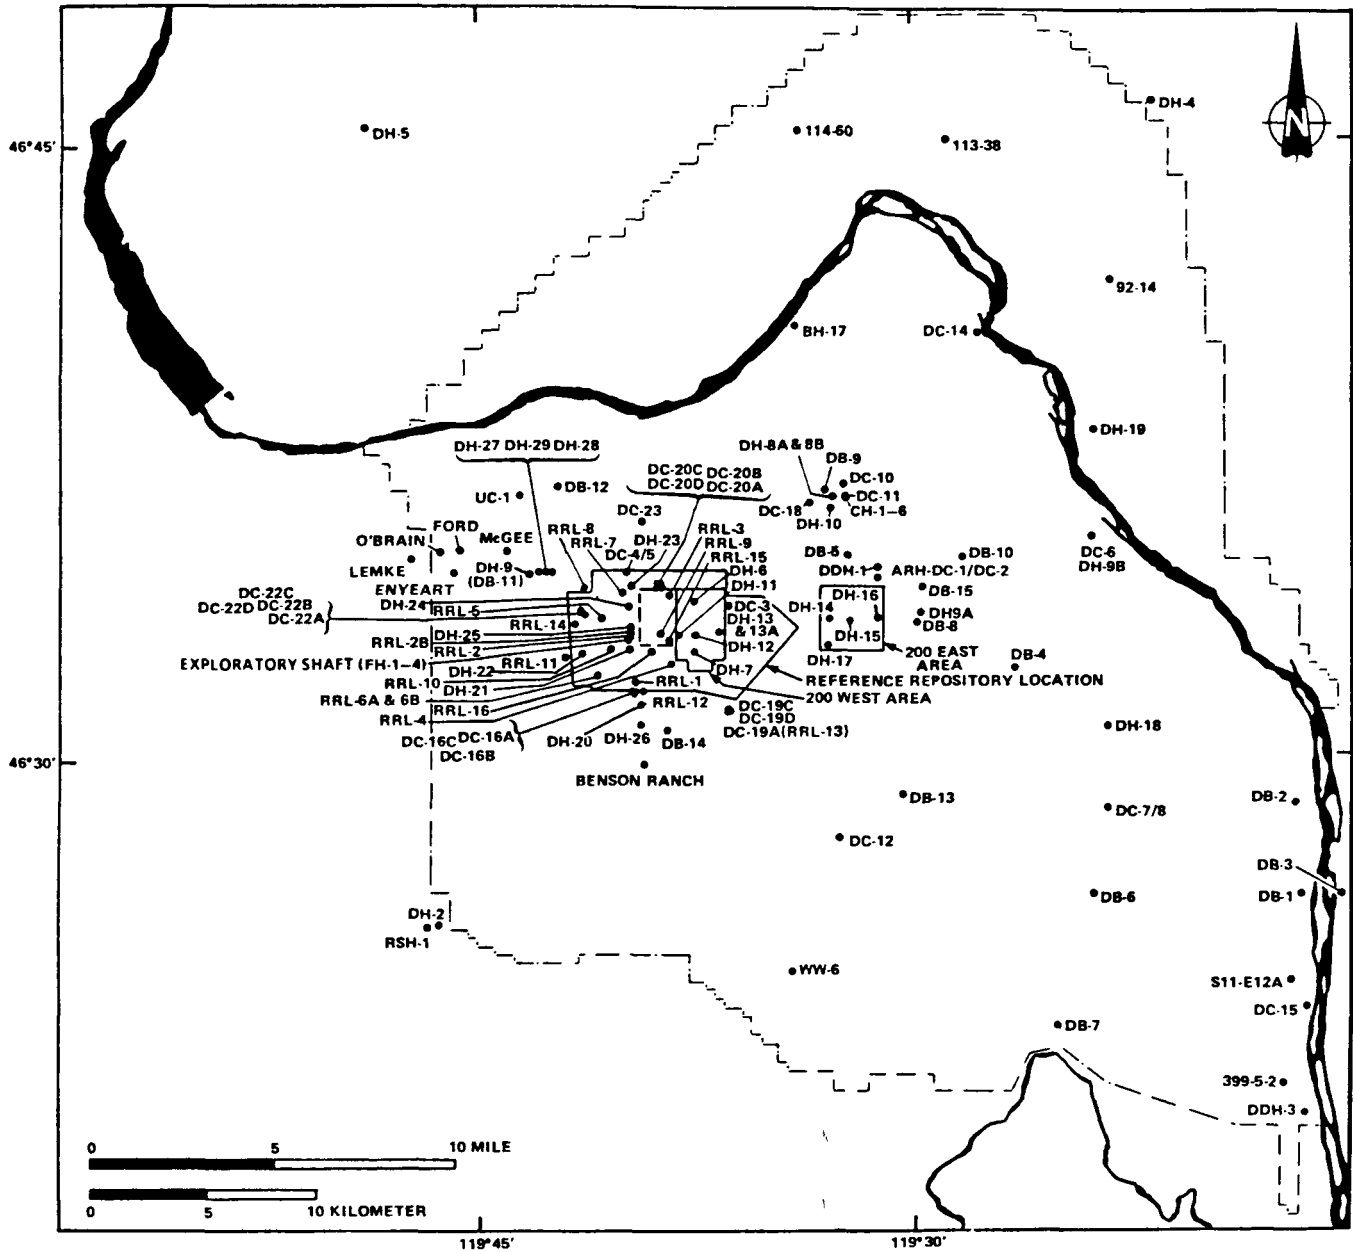 DH-4
N
46°45'
DH-5
114-60
113-38
92-14
BH-17
DC-14
DH-19
DH-27 DH-29 DH-28
DH-8A & 8B
DB-9
DC-20C DC-20B
DC-20D DC-20A
DC-10
DC-11
CH-1-6
UC-1
DB-12
DC-18
DH-10
DC-23
RRL-3
RRL-8
RRL-7
DH-23
RRL-9
RRL-15
O'BRAIN
FORD
McGEE
DC-4/5
DB-5
DB-10
DC-6
DH-9B
LEMKE
ENYEART
DH-9
(DB-11)
DH-6
DH-11
DDH-1
ARH-DC-1/DC-2
DC-22C
DC-22D DC-22B
DC-22A
DH-24
RRL-5
RRL-14
DC-3
DH-13
& 13A
DH-14
DH-16
DB-15
DH9A
DB-8
DH-15
RRL-2B
DH-25
RRL-2
DH-12
DH-17
200 EAST
AREA
DB-4
EXPLORATORY SHAFT (FH-1-4)
RRL-11
DH-22
DH-7
REFERENCE REPOSITORY LOCATION
RRL-10
DH-21
RRL-1
200 WEST AREA
RRL-6A & 6B
RRL-16
RRL-12
RRL-4
DC-19C
DC-19D
DC-19A(RRL-13)
DC-16C DC-16A
DC-16B
DH-20
DH-26
DB-14
DH-18
46°30'
BENSON RANCH
DB-13
DC-7/8
DB-2
DC-12
DB-3
DB-6
DB-1
DH-2
RSH-1
WW-6
S11-E12A
DC-15
DB-7
399-5-2
DDH-3
0 5 10 MILE
0 5 10 KILOMETER
119°45'
119°30'